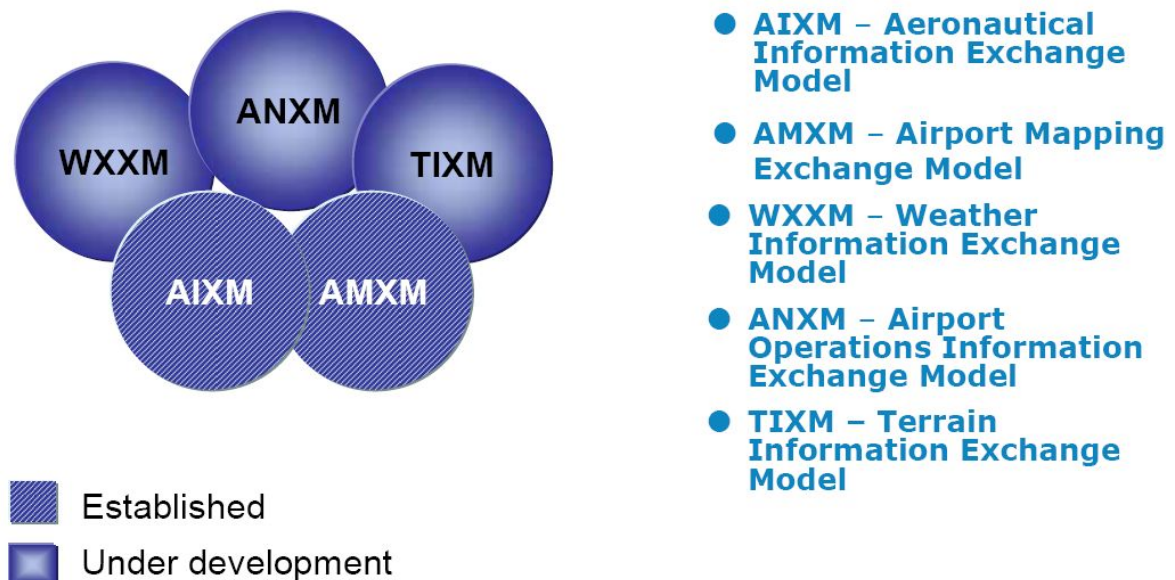 ANXM
WXXM
TIXM
AIXM
AMXM
Established
Under development
● AIXM – Aeronautical
Information Exchange
Model
● AMXM – Airport Mapping
Exchange Model
● WXXM – Weather
Information Exchange
Model
● ANXM – Airport
Operations Information
Exchange Model
● TIXM – Terrain
Information Exchange
Model